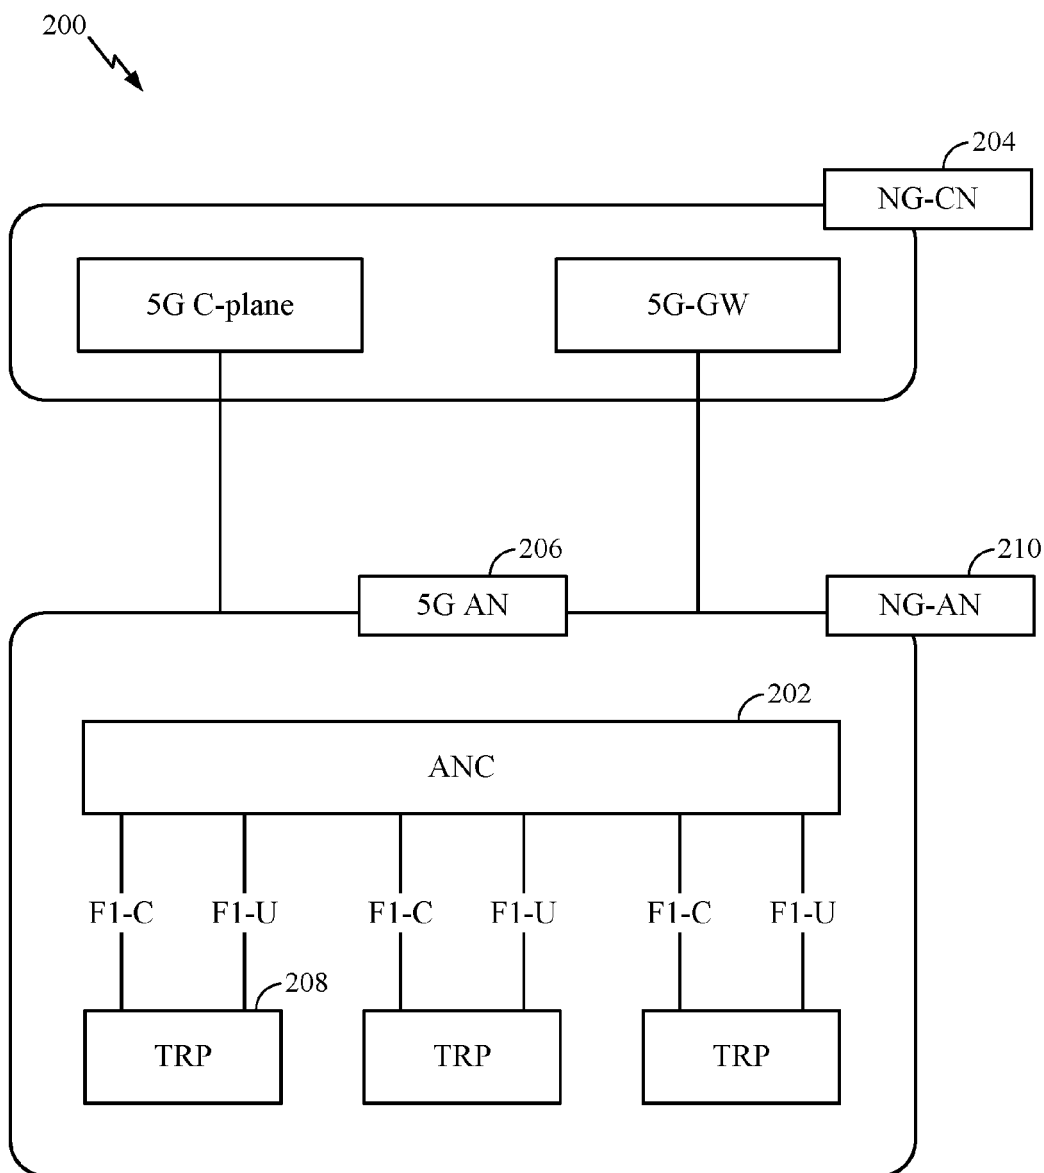 200
204
NG-CN
5G C-plane
5G-GW
206
210
5G AN
NG-AN
202
ANC
F1-C
F1-U
F1-C
F1-U
F1-C
F1-U
208
TRP
TRP
TRP